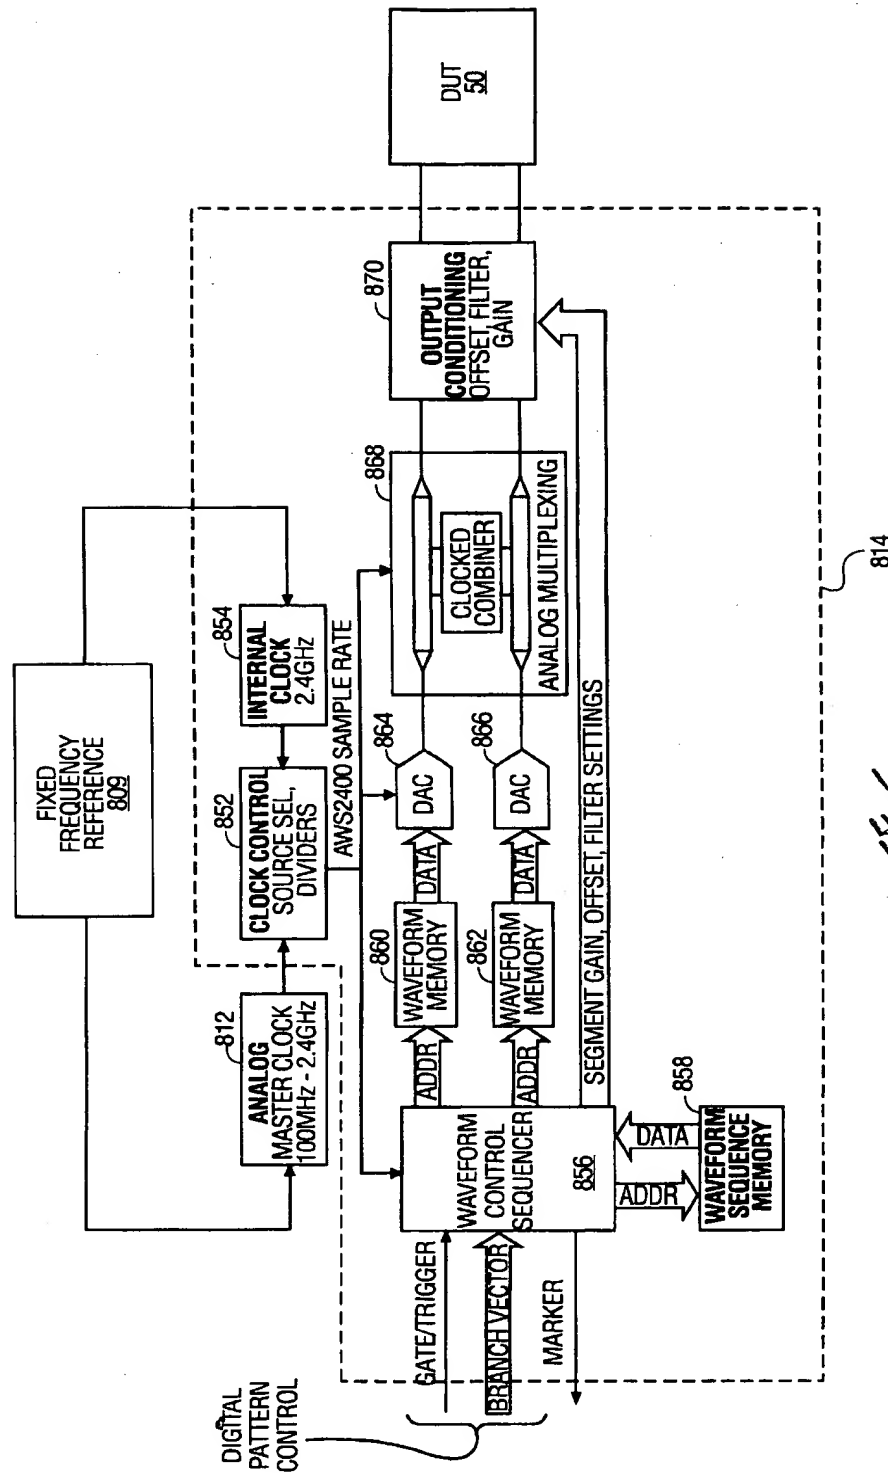 FIXED
FREQUENCY
REFERENCE
809
812
ANALOG
MASTER CLOCK
100MHz - 2.4GHz
852
CLOCK CONTROL
SOURCE SEL,
DIVIDERS
854
INTERNAL
CLOCK
2.4GHz
AWS2400 SAMPLE RATE
DIGITAL
PATTERN
CONTROL
GATE/TRIGGER
BRANCH VECTOR
MARKER
WAVEFORM
CONTROL
SEQUENCER
856
ADDR
860
WAVEFORM
MEMORY
DATA
864
DAC
ADDR
862
WAVEFORM
MEMORY
DATA
866
DAC
868
CLOCKED
COMBINER
ANALOG MULTIPLEXING
870
OUTPUT
CONDITIONING
OFFSET, FILTER,
GAIN
DUT
50
SEGMENT GAIN, OFFSET, FILTER SETTINGS
ADDR
DATA
858
WAVEFORM
SEQUENCE
MEMORY
814